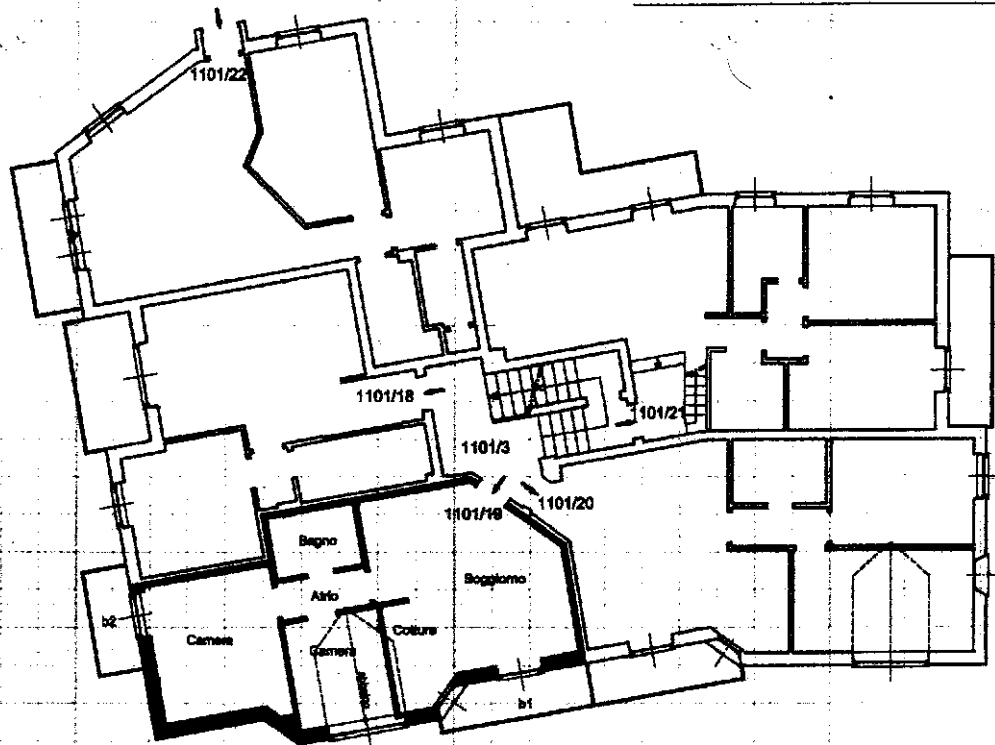 1101/22
1101/18
101/21
1101/3
1101/19
1101/20
Bagno
Soggiorno
Atrio
b2
Camera
Camera
Cottura
b1